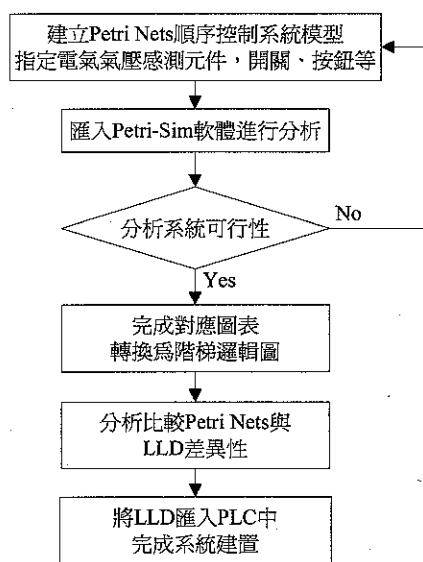 建立Petri Nets順序控制系統模型
指定電氣氣壓感測元件，開關、按鈕等
匯入Petri-Sim軟體進行分析
分析系統可行性
No
Yes
完成對應圖表
轉換爲階梯邏輯圖
分析比較Petri Nets與
LLD差異性
將LLD匯入PLC中
完成系統建置